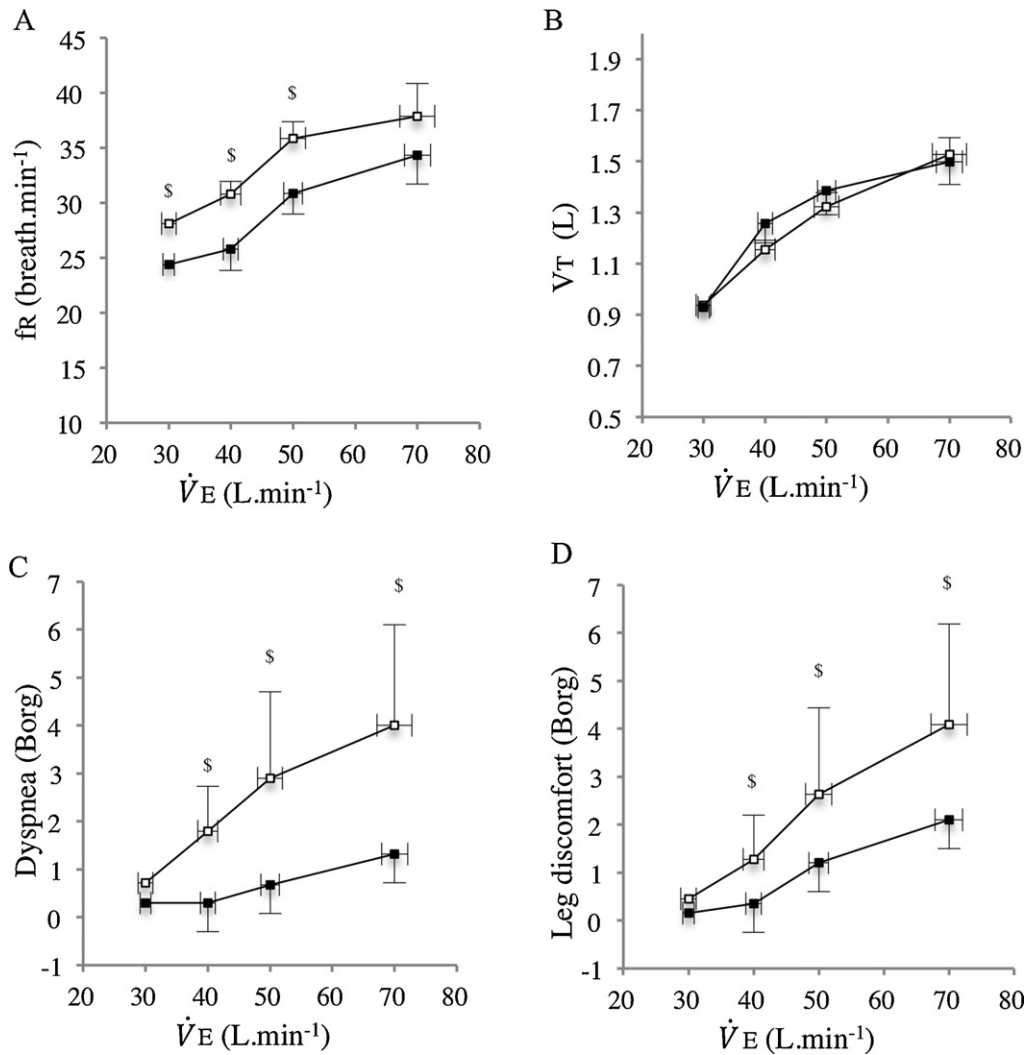 A
45
40
35
30
25
20
15
10
fR (breath.min-1)
$
$
$
20 30 40 50 60 70 80
V̇E (L.min-1)
B
1.9
1.7
1.5
1.3
1.1
0.9
0.7
0.5
VT (L)
20 30 40 50 60 70 80
V̇E (L.min-1)
C
7
6
5
4
3
2
1
0
-1
Dyspnea (Borg)
$
$
$
20 30 40 50 60 70 80
V̇E (L.min-1)
D
7
6
5
4
3
2
1
0
-1
Leg discomfort (Borg)
$
$
$
20 30 40 50 60 70 80
V̇E (L.min-1)